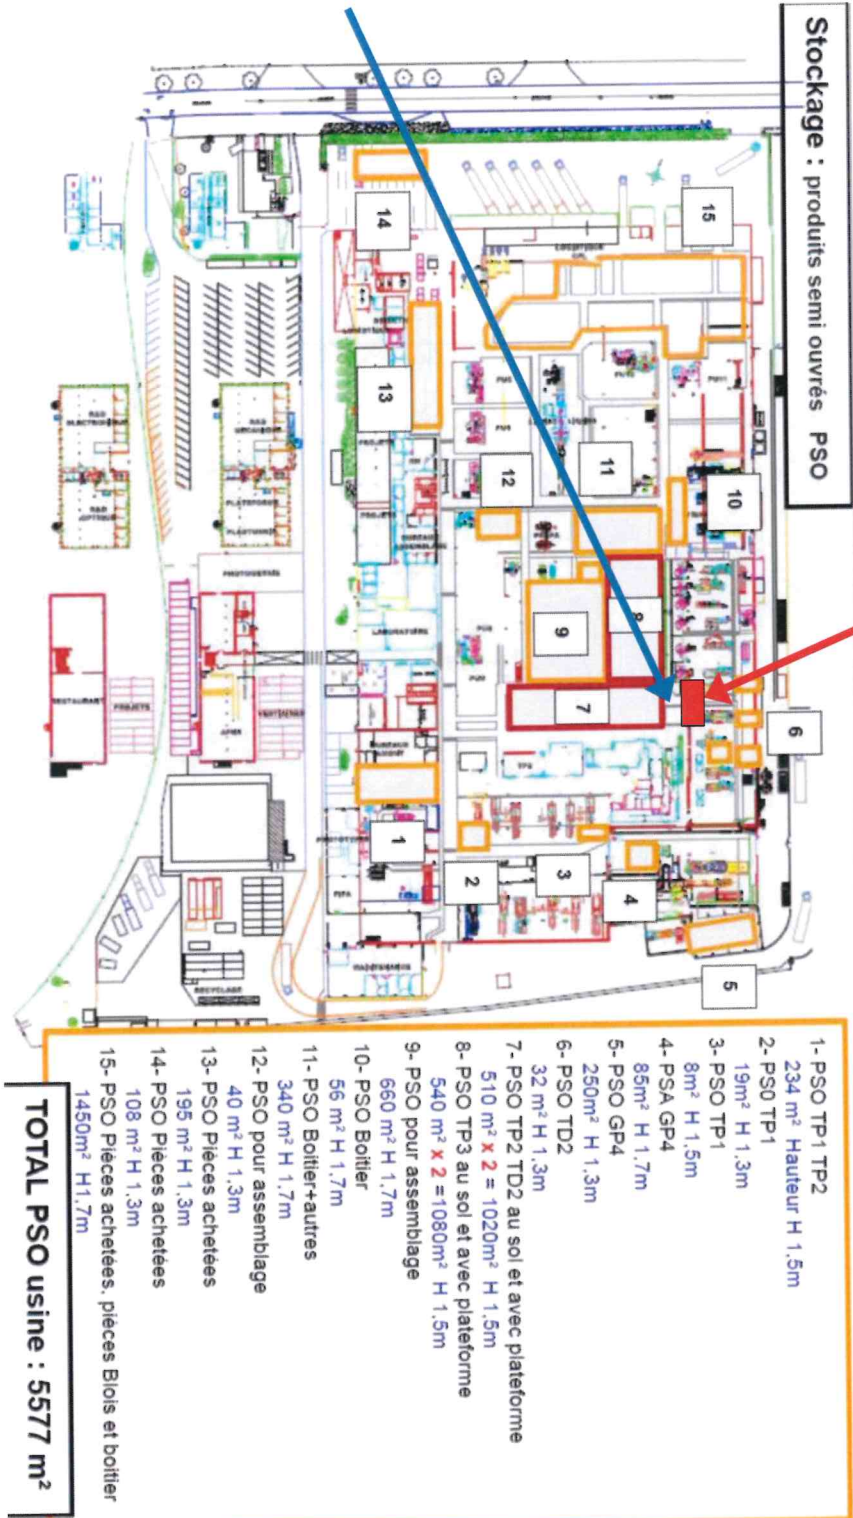 Stockage : produits semi ouvrés PSO
15
14
13
10
11
12
8
9
7
6
1
2
3
4
5
PROJETS
LABORATOIRE
RESTAURANT
PROJETS
RECYCLAGE
MAINTENANCE
1- PSO TP1 TP2
234 m² Hauteur H 1,5m
2- PS0 TP1
19m² H 1,3m
3- PSO TP1
8m² H 1,5m
4- PSA GP4
85m² H 1.7m
5- PSO GP4
250m² H 1,3m
6- PSO TD2
32 m² H 1,3m
7- PSO TP2 TD2 au sol et avec plateforme
510 m² x 2 = 1020m² H 1,5m
8- PSO TP3 au sol et avec plateforme
540 m² x 2 =1080m² H 1,5m
9- PSO pour assemblage
660 m² H 1.7m
10- PSO Boitier
56 m² H 1.7m
11- PSO Boitier+autres
340 m² H 1.7m
12- PSO pour assemblage
40 m² H 1,3m
13- PSO Pièces achetées
195 m² H 1,3m
14- PSO Pièces achetées
108 m² H 1,3m
15- PSO Pièces achetées, pièces Blois et boitier
1450m² H1,7m
TOTAL PSO usine : 5577 m²